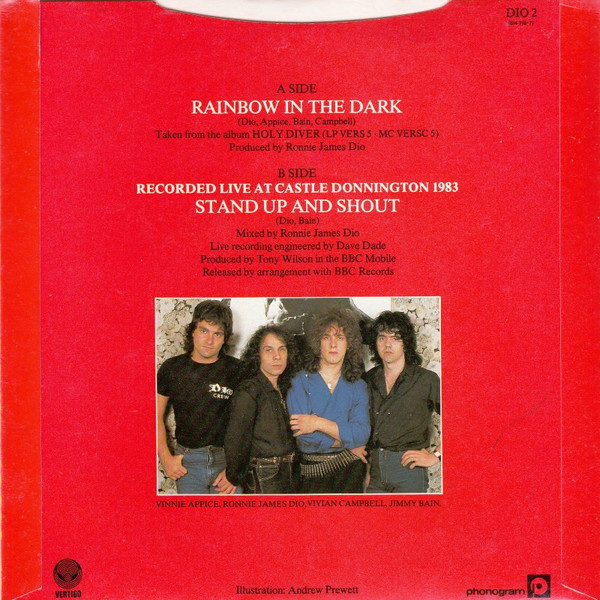 DIO 2
A SIDE
RAINBOW IN THE DARK
(Dio, Appice, Bain, Campbell)
Taken from the album HOLY DIVER (LP VERS 5 · MC VERSC 5)
Produced by Ronnie James Dio
B SIDE
RECORDED LIVE AT CASTLE DONNINGTON 1983
STAND UP AND SHOUT
(Dio, Bain)
Mixed by Ronnie James Dio
Live recording engineered by Dave Dade
Produced by Tony Wilson in the BBC Mobile
Released by arrangement with BBC Records
DIO
CREW
VINNIE APPICE, RONNIE JAMES DIO, VIVIAN CAMPBELL, JIMMY BAIN.
VERTIGO
Illustration: Andrew Prewett
phonogram